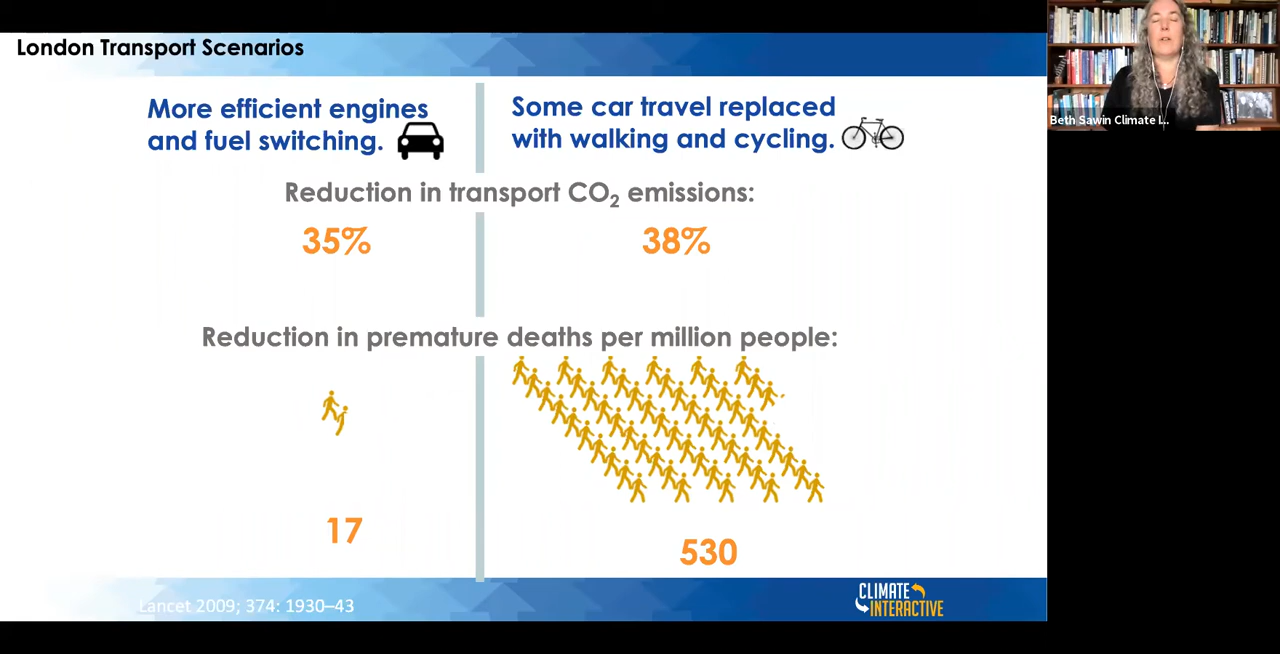 London Transport Scenarios
More efficient engines
and fuel switching.
Some car travel replaced
with walking and cycling.
Reduction in transport CO₂ emissions:
35%
38%
Reduction in premature deaths per million people:
17
530
Lancet 2009; 374: 1930–43
CLIMATE
INTERACTIVE
Beth Sawin Climate I...